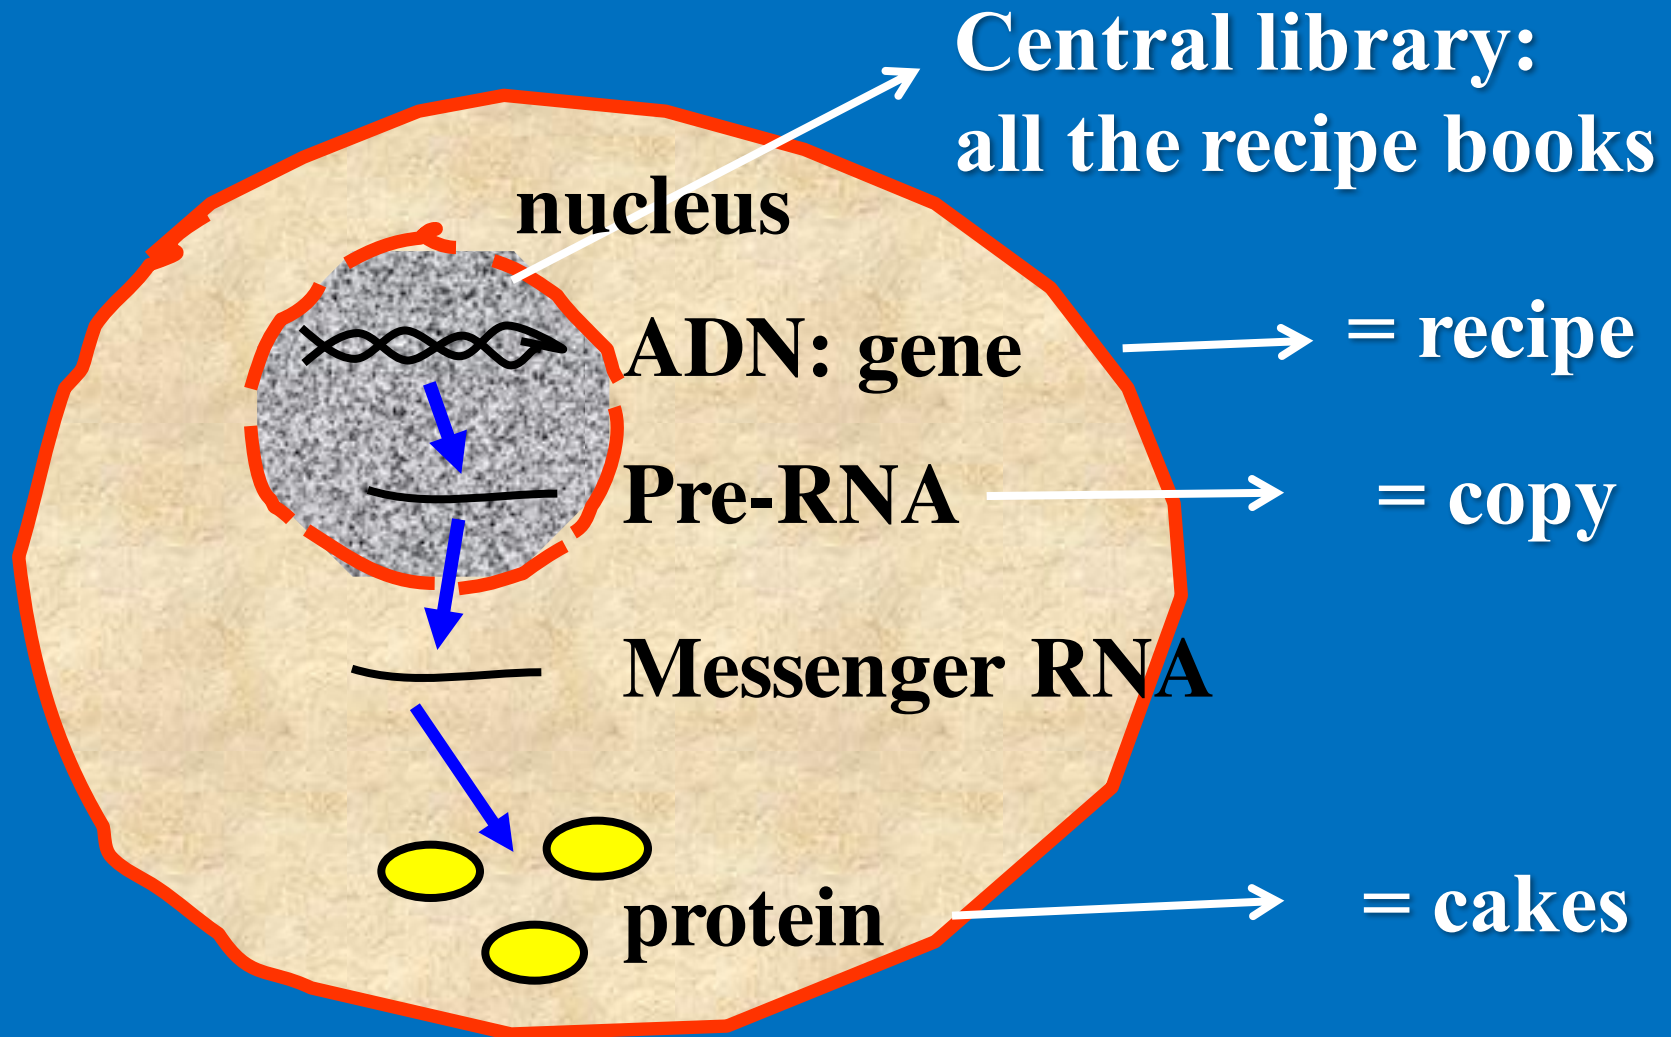 Central library:
all the recipe books
nucleus
ADN: gene
= recipe
Pre-RNA
= copy
Messenger RNA
protein
= cakes